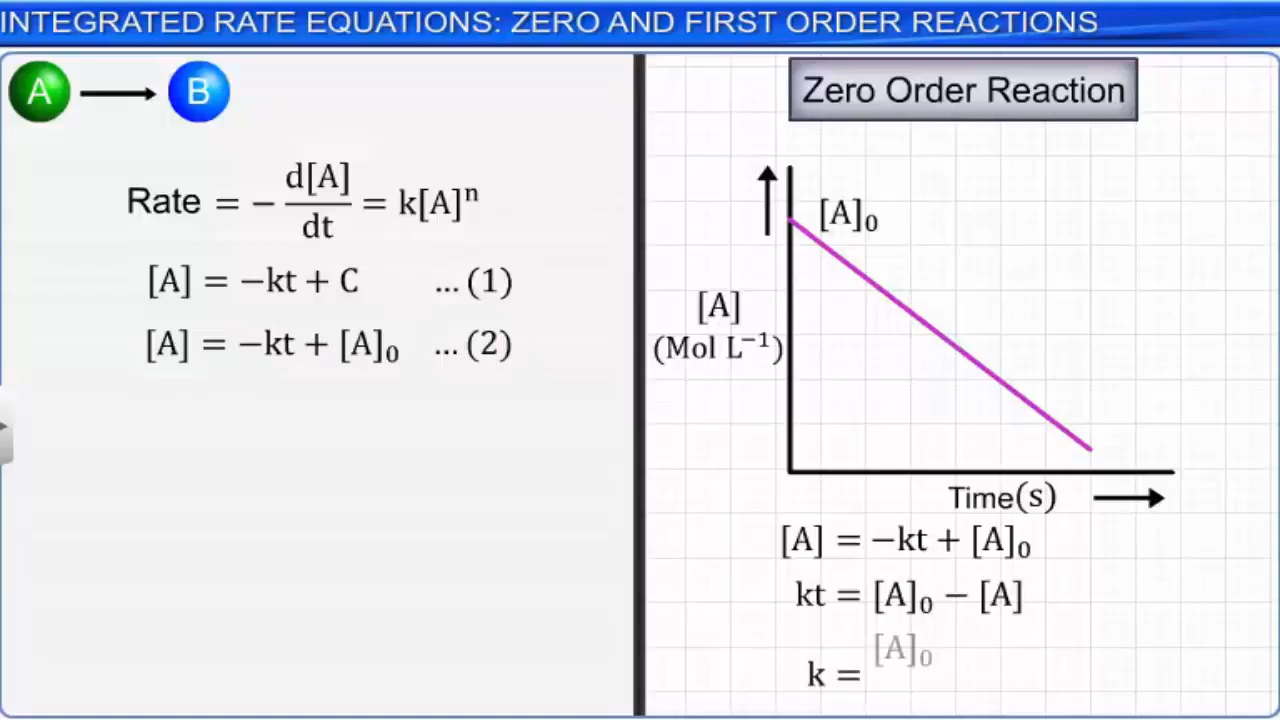 INTEGRATED RATE EQUATIONS: ZERO AND FIRST ORDER REACTIONS
A → B
Rate = − d[A]/dt = k[A]ⁿ
[A] = −kt + C ... (1)
[A] = −kt + [A]₀ ... (2)
Zero Order Reaction
[A]₀
[A]
(Mol L⁻¹)
Time(s)
[A] = −kt + [A]₀
kt = [A]₀ − [A]
[A]₀
k =